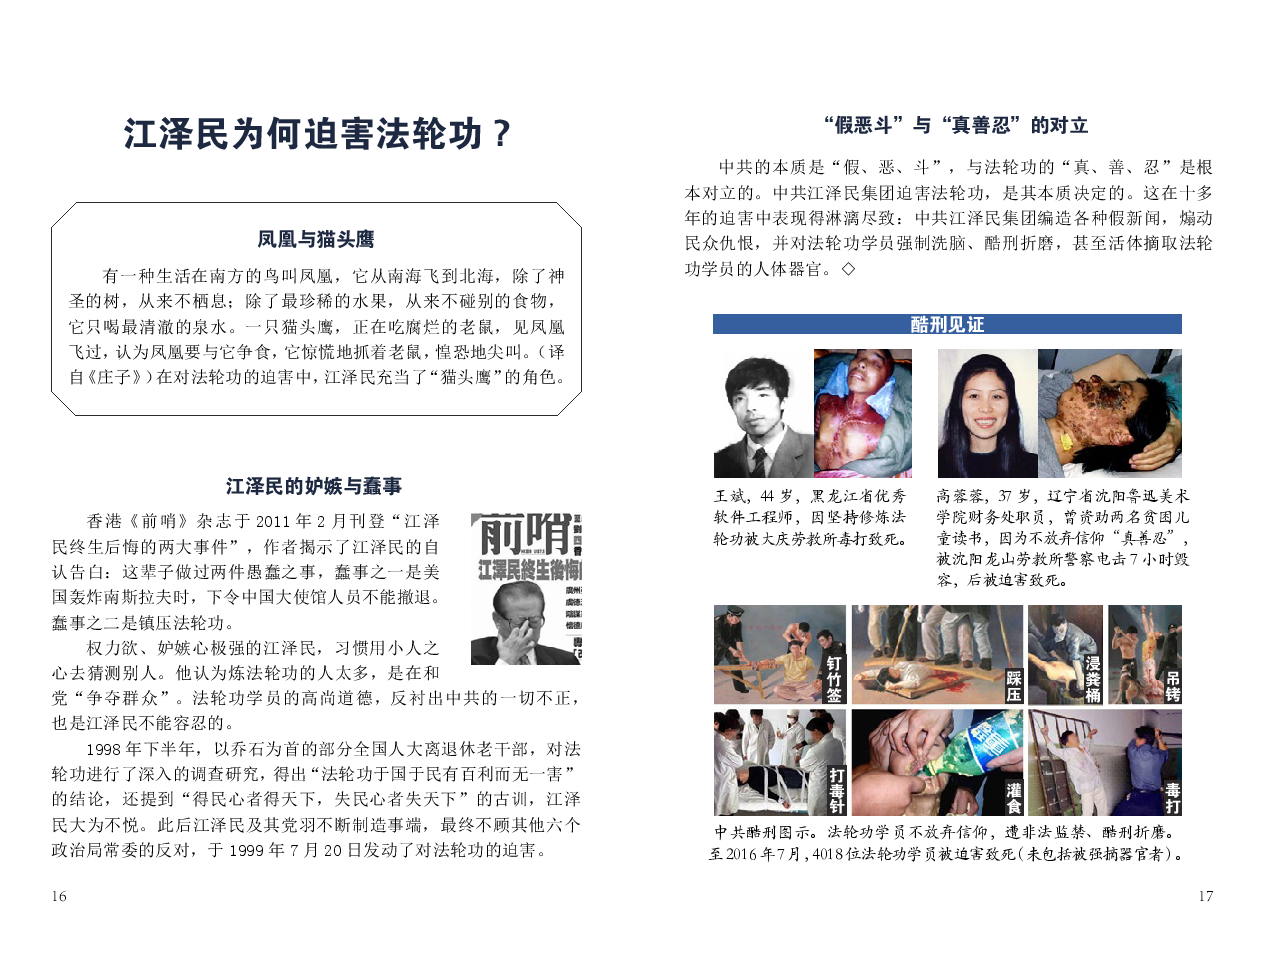 江泽民为何迫害法轮功？
凤凰与猫头鹰
有一种生活在南方的鸟叫凤凰，它从南海飞到北海，除了神
圣的树，从来不栖息；除了最珍稀的水果，从来不碰别的食物，
它只喝最清澈的泉水。一只猫头鹰，正在吃腐烂的老鼠，见凤凰
飞过，认为凤凰要与它争食，它惊慌地抓着老鼠，惶恐地尖叫。（译
自《庄子》）在对法轮功的迫害中，江泽民充当了“猫头鹰”的角色。
江泽民的妒嫉与蠢事
香港《前哨》杂志于 2011 年 2 月刊登“江泽
民终生后悔的两大事件”，作者揭示了江泽民的自
认告白：这辈子做过两件愚蠢之事，蠢事之一是美
国轰炸南斯拉夫时，下令中国大使馆人员不能撤退。
蠢事之二是镇压法轮功。
权力欲、妒嫉心极强的江泽民，习惯用小人之
心去猜测别人。他认为炼法轮功的人太多，是在和
党“争夺群众”。法轮功学员的高尚道德，反衬出中共的一切不正，
也是江泽民不能容忍的。
1998 年下半年，以乔石为首的部分全国人大离退休老干部，对法
轮功进行了深入的调查研究，得出“法轮功于国于民有百利而无一害”
的结论，还提到“得民心者得天下，失民心者失天下”的古训，江泽
民大为不悦。此后江泽民及其党羽不断制造事端，最终不顾其他六个
政治局常委的反对，于 1999 年 7 月 20 日发动了对法轮功的迫害。
前哨
江澤民終生後悔
16
“假恶斗”与“真善忍”的对立
中共的本质是“假、恶、斗”，与法轮功的“真、善、忍”是根
本对立的。中共江泽民集团迫害法轮功，是其本质决定的。这在十多
年的迫害中表现得淋漓尽致：中共江泽民集团编造各种假新闻，煽动
民众仇恨，并对法轮功学员强制洗脑、酷刑折磨，甚至活体摘取法轮
功学员的人体器官。◇
酷刑见证
王斌，44 岁，黑龙江省优秀
软件工程师，因坚持修炼法
轮功被大庆劳教所毒打致死。
高蓉蓉，37 岁，辽宁省沈阳鲁迅美术
学院财务处职员，曾资助两名贫困儿
童读书，因为不放弃信仰“真善忍”，
被沈阳龙山劳教所警察电击 7 小时毁
容，后被迫害致死。
钉竹签
踩压
浸粪桶
吊铐
打毒针
灌食
毒打
中共酷刑图示。法轮功学员不放弃信仰，遭非法监禁、酷刑折磨。
至2016年7月，4018位法轮功学员被迫害致死（未包括被强摘器官者）。
17